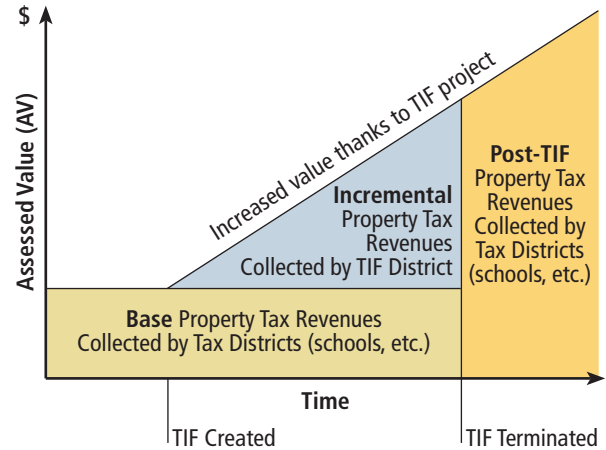 $
Assessed Value (AV)
Increased value thanks to TIF project
Incremental
Property Tax
Revenues
Collected by TIF District
Post-TIF
Property Tax
Revenues
Collected by
Tax Districts
(schools, etc.)
Base Property Tax Revenues
Collected by Tax Districts (schools, etc.)
Time
TIF Created
TIF Terminated